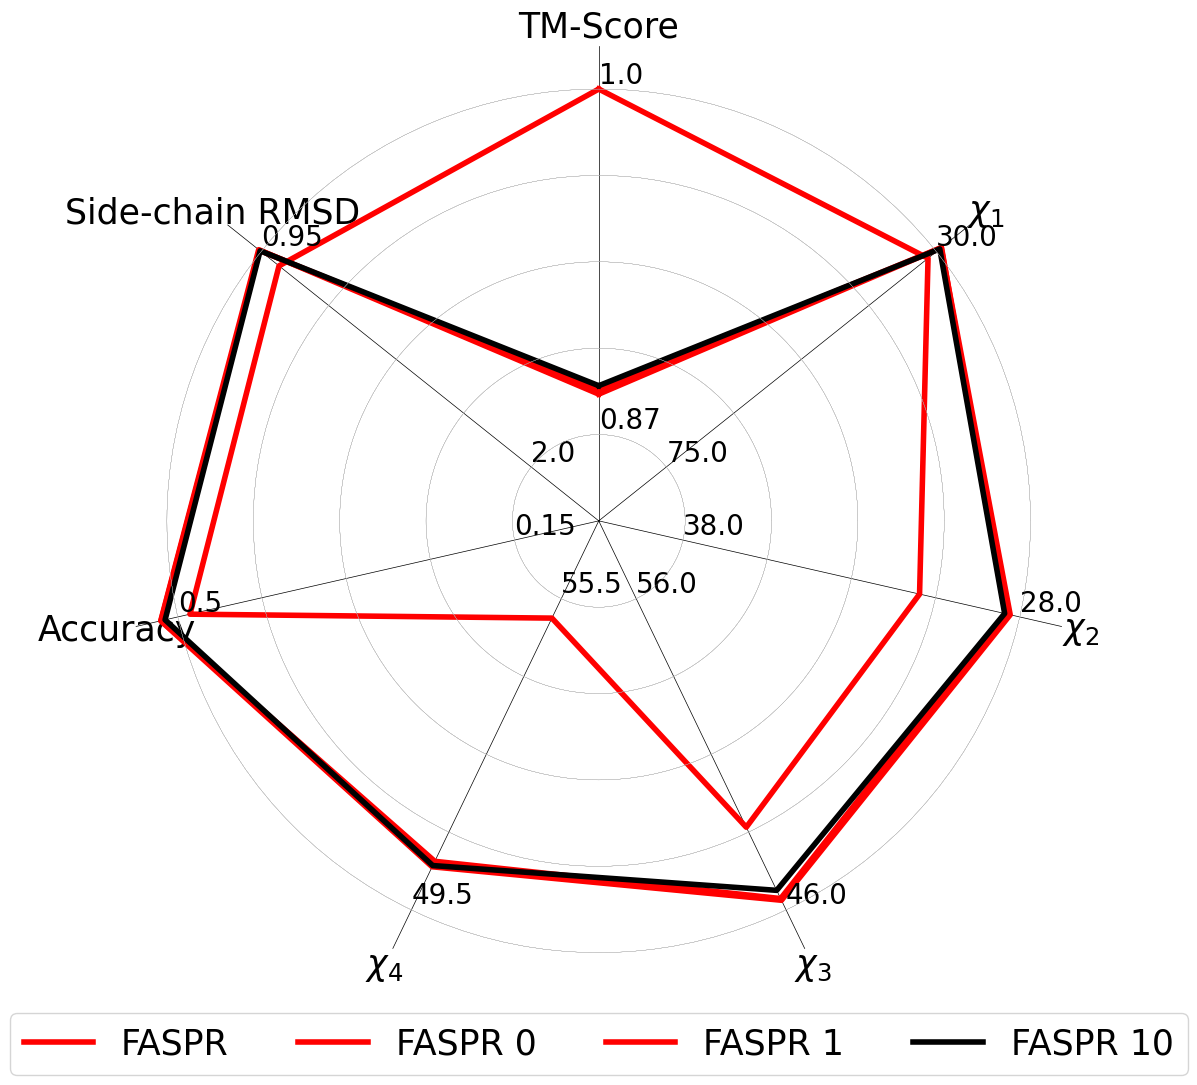 TM-Score
1.0
χ1
Side-chain RMSD
0.95
30.0
0.87
2.0
75.0
0.15
38.0
55.5
56.0
0.5
28.0
Accuracy
χ2
49.5
46.0
χ4
χ3
FASPR
FASPR 0
FASPR 1
FASPR 10